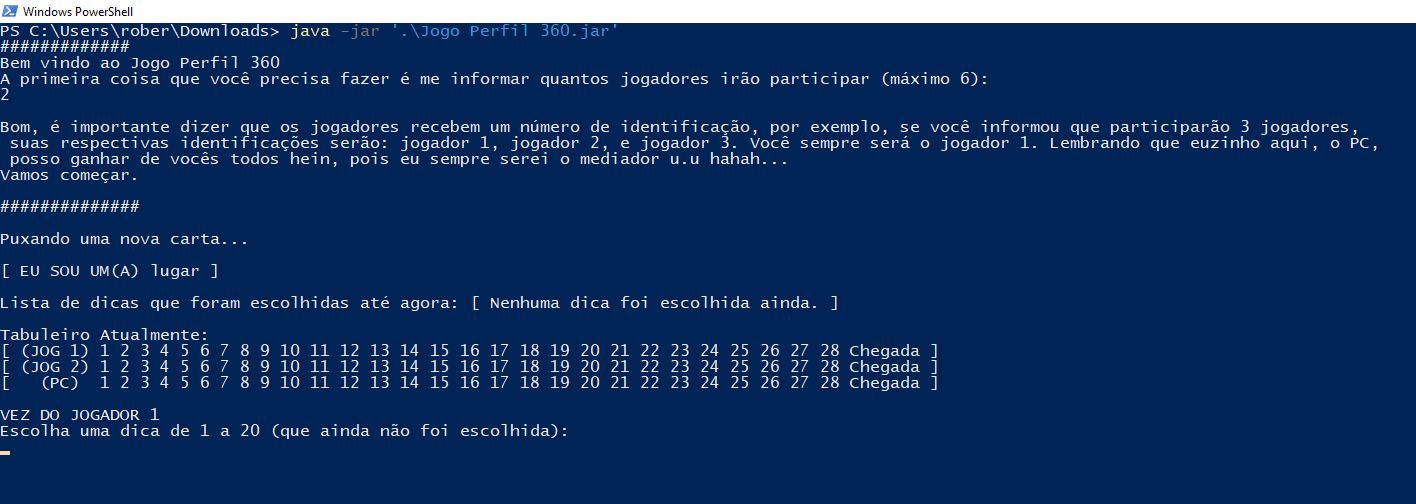 Windows PowerShell
PS C:\Users\rober\Downloads> java -jar '.\Jogo Perfil 360.jar'
#############
Bem vindo ao Jogo Perfil 360
A primeira coisa que você precisa fazer é me informar quantos jogadores irão participar (máximo 6):
2
Bom, é importante dizer que os jogadores recebem um número de identificação, por exemplo, se você informou que participarão 3 jogadores,
suas respectivas identificações serão: jogador 1, jogador 2, e jogador 3. Você sempre será o jogador 1. Lembrando que euzinho aqui, o PC,
posso ganhar de vocês todos hein, pois eu sempre serei o mediador u.u hahah...
Vamos começar.
##############
Puxando uma nova carta...
[ EU SOU UM(A) lugar ]
Lista de dicas que foram escolhidas até agora: [ Nenhuma dica foi escolhida ainda. ]
Tabuleiro Atualmente:
[ (JOG 1) 1 2 3 4 5 6 7 8 9 10 11 12 13 14 15 16 17 18 19 20 21 22 23 24 25 26 27 28 Chegada ]
[ (JOG 2) 1 2 3 4 5 6 7 8 9 10 11 12 13 14 15 16 17 18 19 20 21 22 23 24 25 26 27 28 Chegada ]
[   (PC)  1 2 3 4 5 6 7 8 9 10 11 12 13 14 15 16 17 18 19 20 21 22 23 24 25 26 27 28 Chegada ]
VEZ DO JOGADOR 1
Escolha uma dica de 1 a 20 (que ainda não foi escolhida):